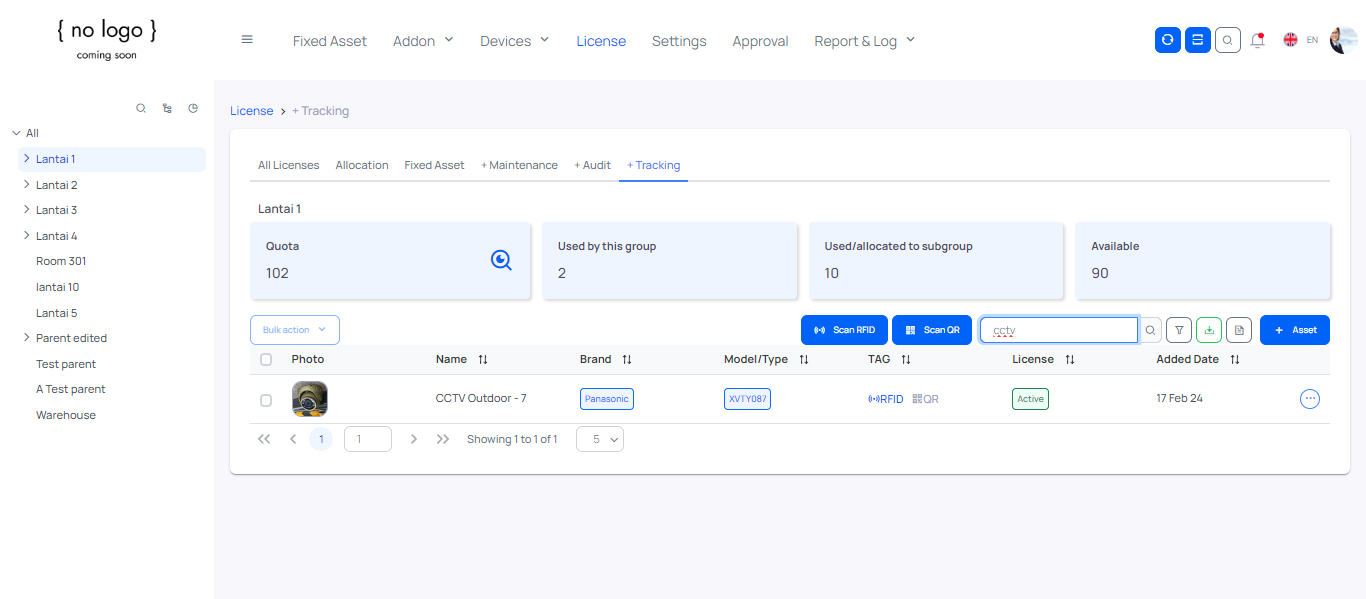 { no logo }
coming soon
Fixed Asset Addon Devices License Settings Approval Report & Log EN
License > + Tracking
All
Lantai 1
Lantai 2
Lantai 3
Lantai 4
Room 301
lantai 10
Lantai 5
Parent edited
Test parent
A Test parent
Warehouse
All Licenses Allocation Fixed Asset + Maintenance + Audit + Tracking
Lantai 1
Quota Used by this group Used/allocated to subgroup Available
102 2 10 90
Bulk action Scan RFID Scan QR cctv + Asset
Photo Name Brand Model/Type TAG License Added Date
CCTV Outdoor - 7 Panasonic XVTY087 RFID QR Active 17 Feb 24
1 1 Showing 1 to 1 of 1 5